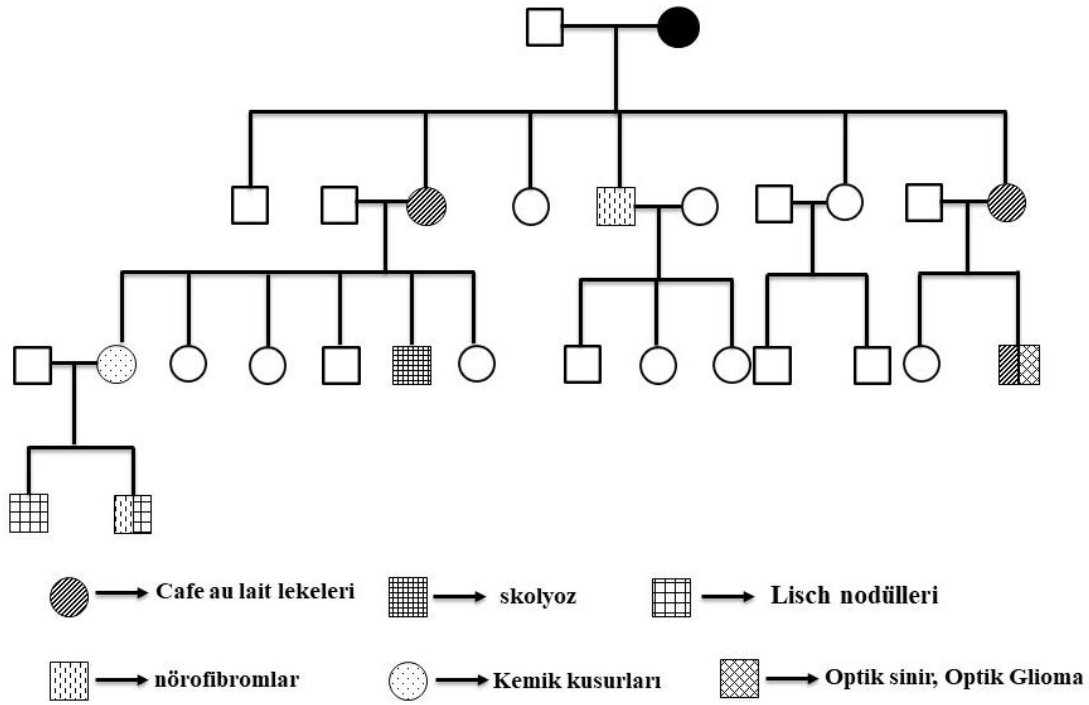 Cafe au lait lekeleri
skolyoz
Lisch nodülleri
nörofibromlar
Kemik kusurları
Optik sinir, Optik Glioma